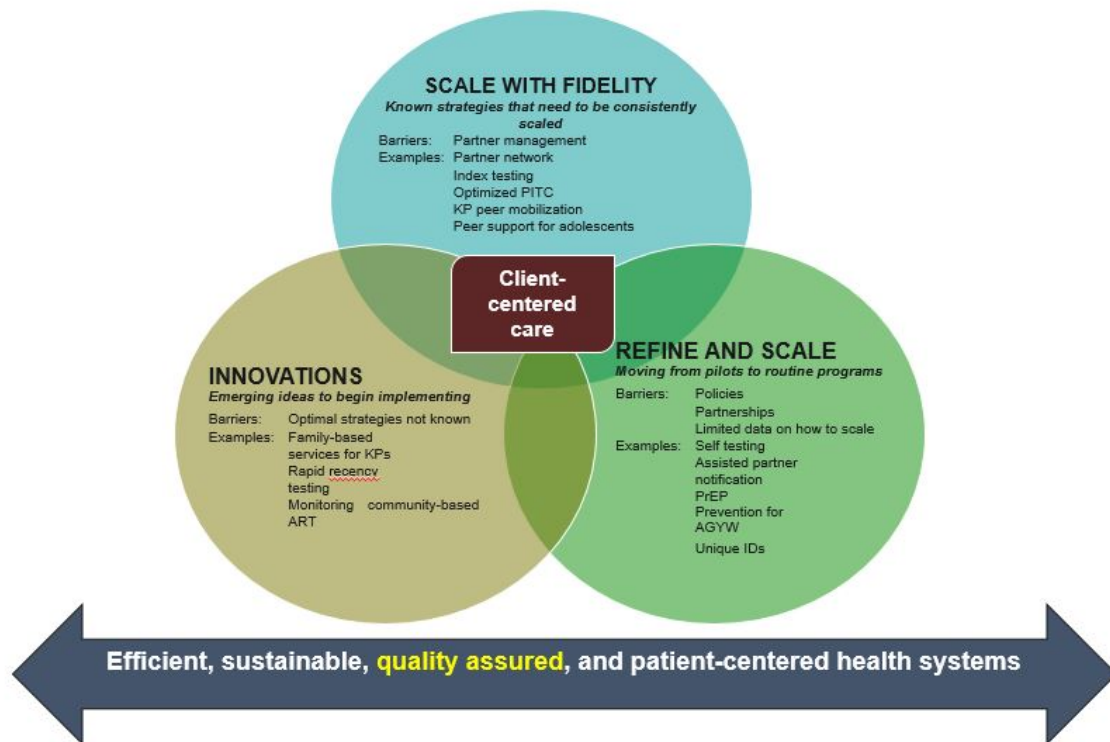 SCALE WITH FIDELITY
Known strategies that need to be consistently
scaled
Barriers: Partner management
Examples: Partner network
Index testing
Optimized PITC
KP peer mobilization
Peer support for adolescents
Client-
centered
care
INNOVATIONS
Emerging ideas to begin implementing
Barriers: Optimal strategies not known
Examples: Family-based
services for KPs
Rapid recency
testing
Monitoring community-based
ART
REFINE AND SCALE
Moving from pilots to routine programs
Barriers: Policies
Partnerships
Limited data on how to scale
Examples: Self testing
Assisted partner
notification
PrEP
Prevention for
AGYW
Unique IDs
Efficient, sustainable, quality assured, and patient-centered health systems